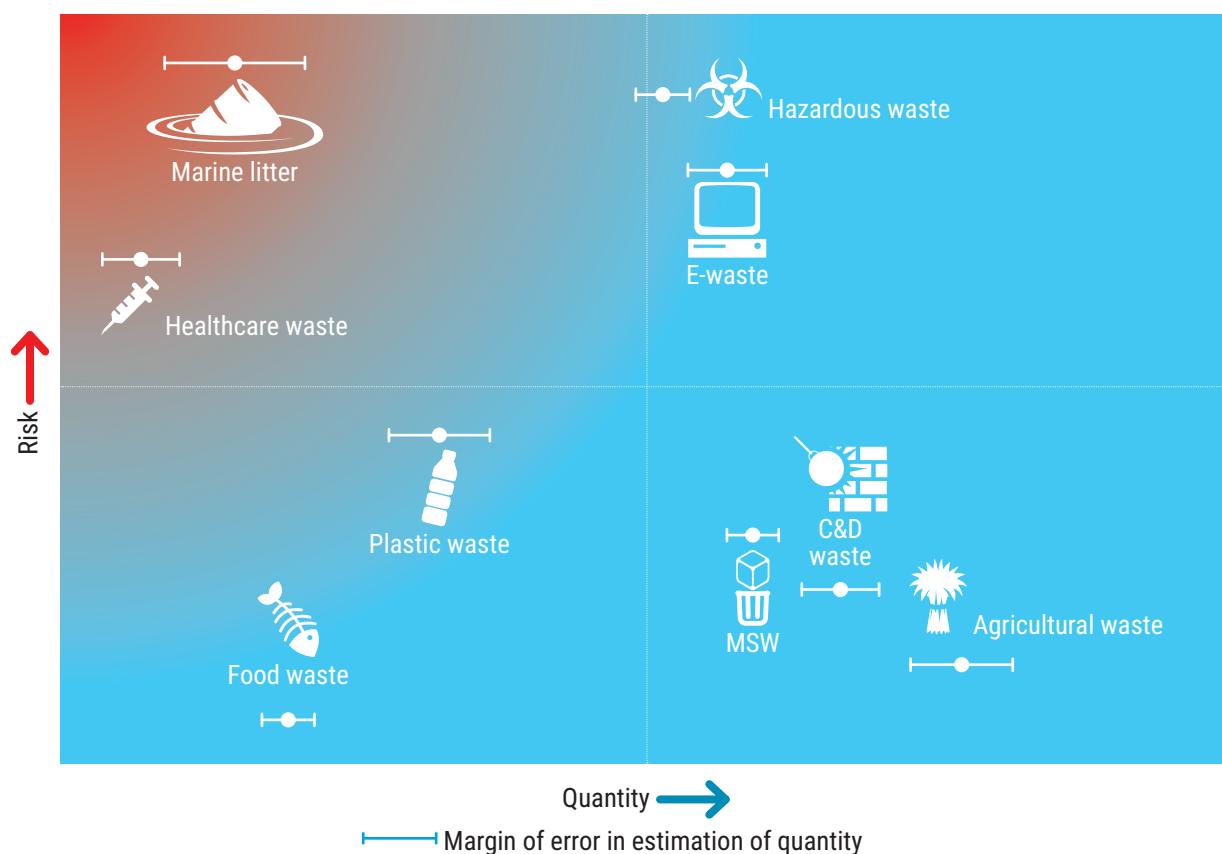 Marine litter
Hazardous waste
E-waste
Healthcare waste
Risk
Plastic waste
C&D
waste
MSW
Agricultural waste
Food waste
Quantity
Margin of error in estimation of quantity